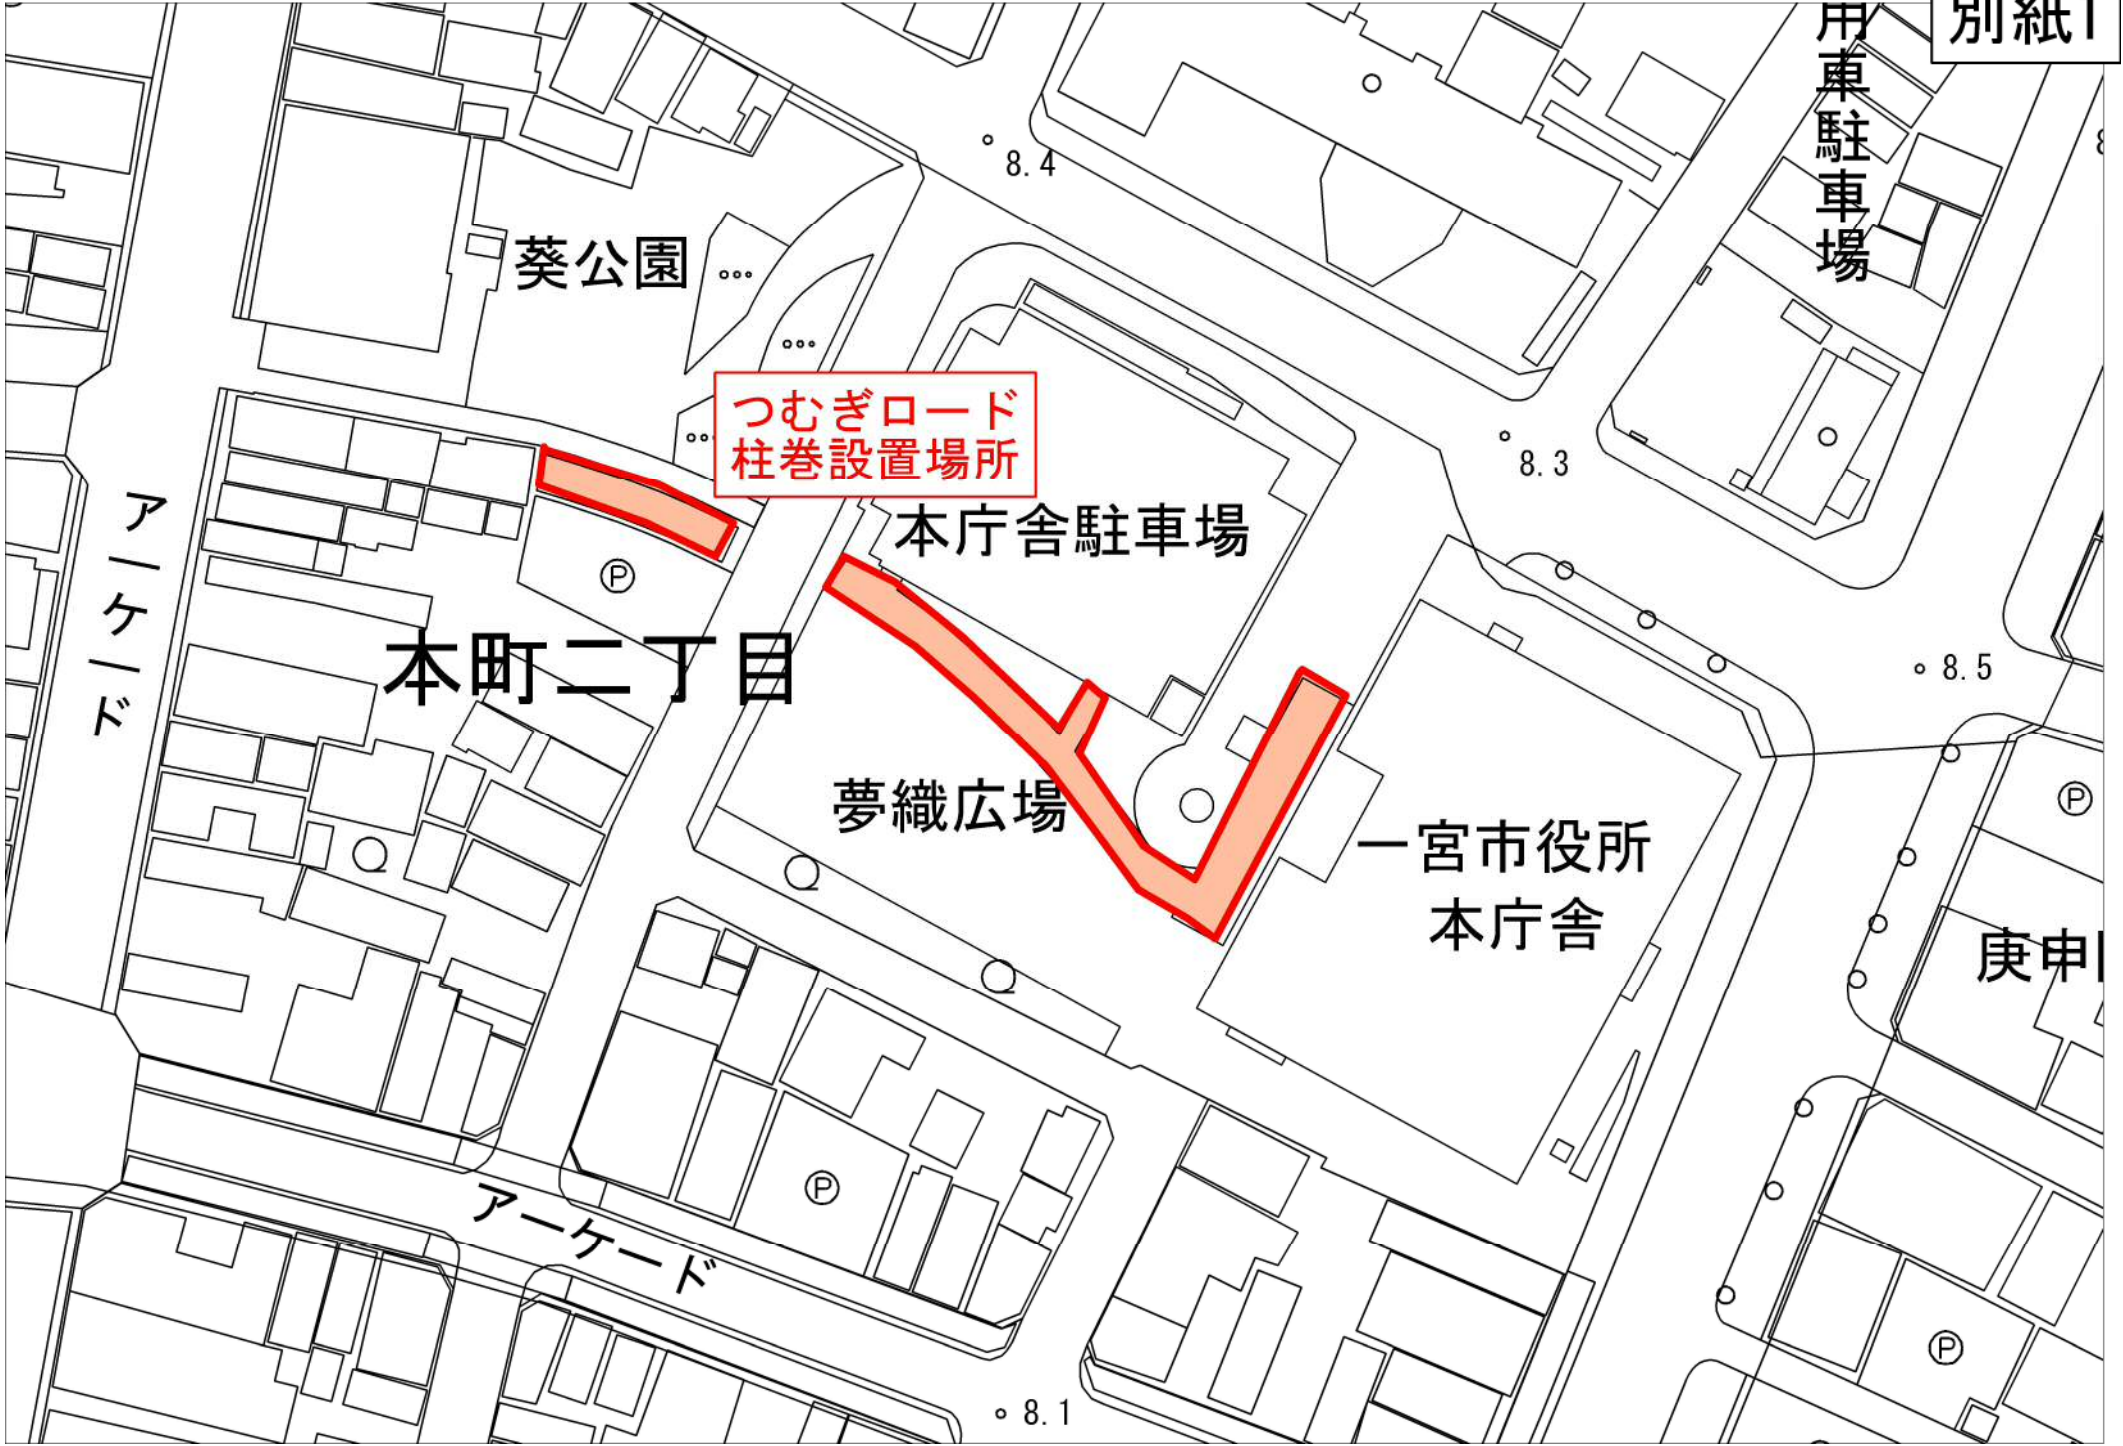 別紙1
用車駐車場
8.4
葵公園
つむぎロード
柱巻設置場所
8.3
本庁舎駐車場
アーケード
P
本町二丁目
8.5
夢織広場
P
一宮市役所
本庁舎
庚申
P
アーケード
P
8.1